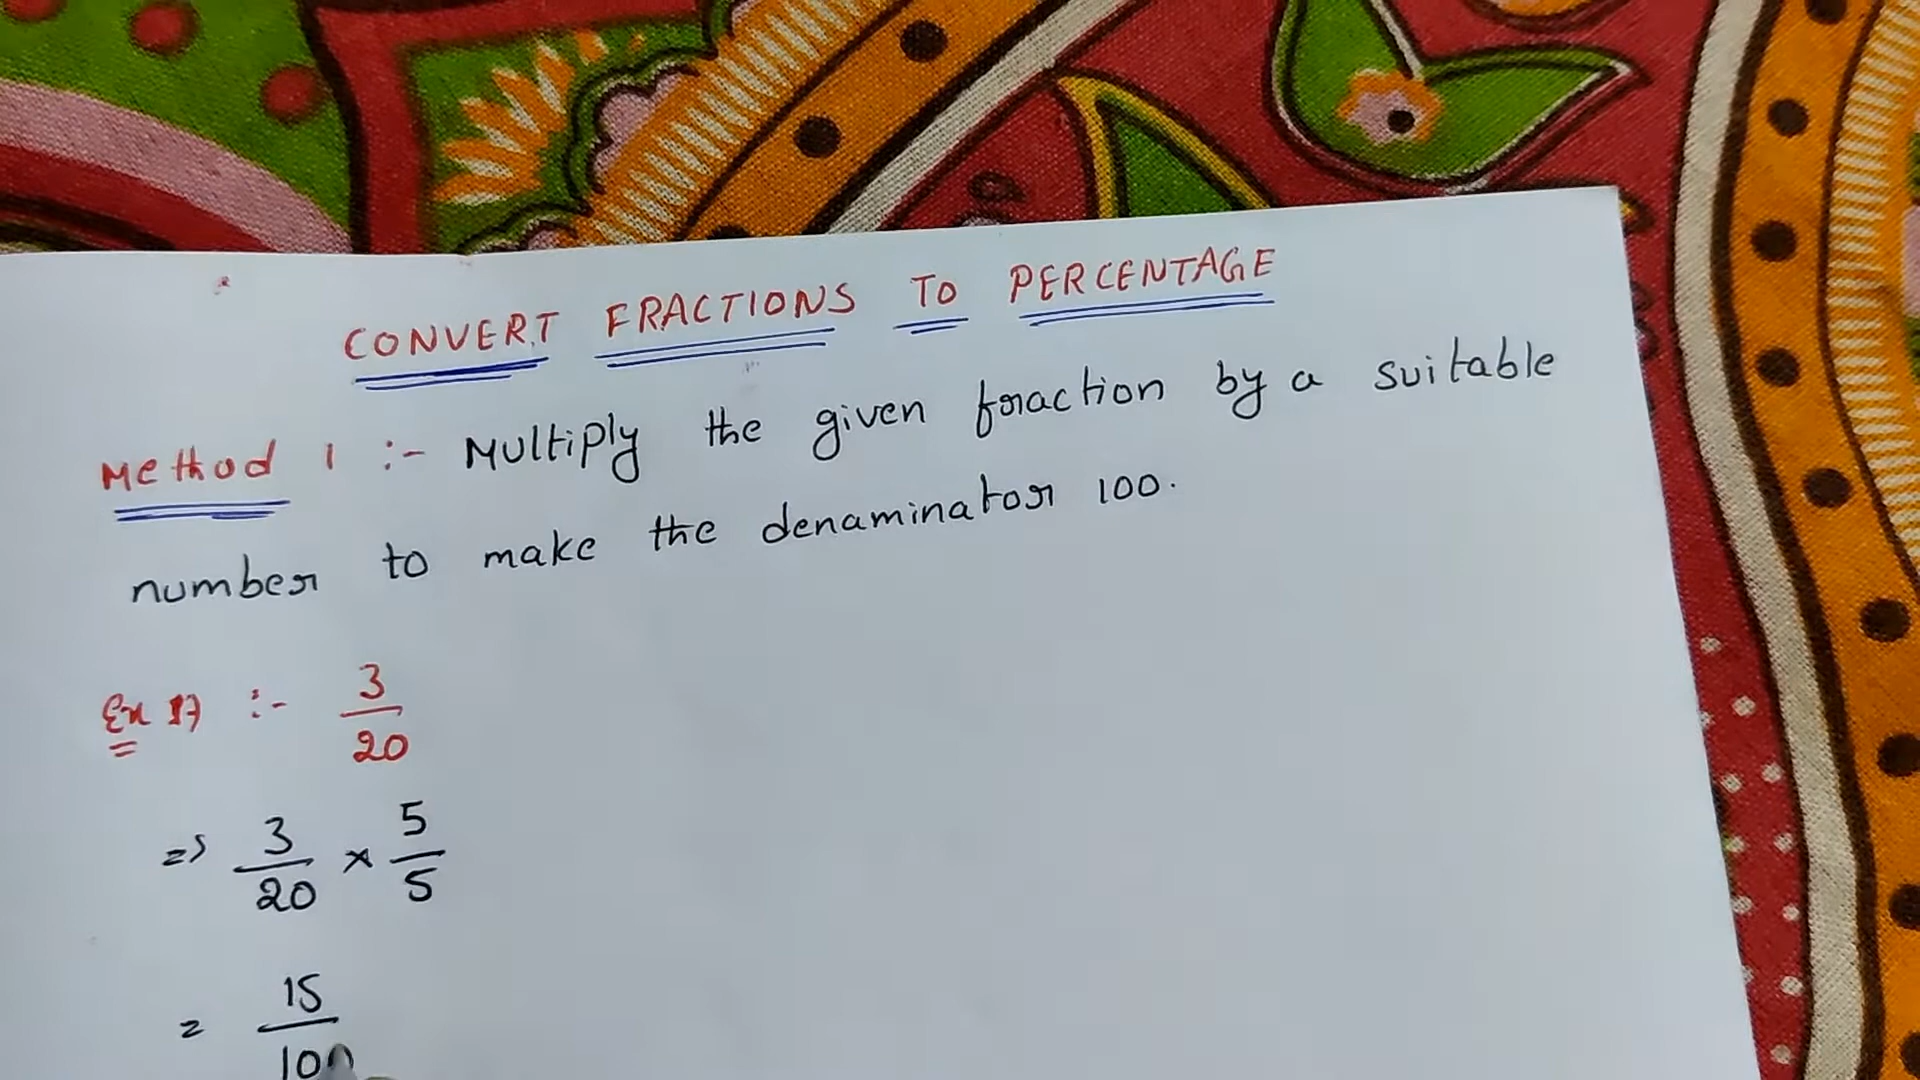 CONVERT FRACTIONS TO PERCENTAGE
Method 1 :- Multiply the given fraction by a suitable
number to make the denaminator 100.
Ex 1) :- 3/20
=> 3/20 × 5/5
= 15/100